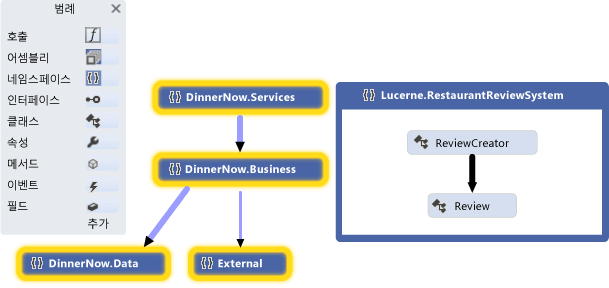 범례
호출
어셈블리
네임스페이스
인터페이스
클래스
속성
메서드
이벤트
필드
추가
DinnerNow.Services
DinnerNow.Business
DinnerNow.Data
External
Lucerne.RestaurantReviewSystem
ReviewCreator
Review